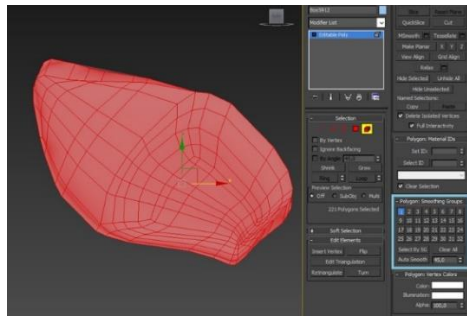 Box5912
Modifier List
Editable Poly
Selection
By Vertex
Ignore Backfacing
By Angle
Shrink Grow
Ring Loop
Preview Selection
Off SubObj Multi
223 Polygons Selected
Soft Selection
Edit Elements
Insert Vertex Flip
Edit Triangulation
Retriangulate Turn
QuickSlice Cut
MSmooth Tessellate
Make Planar X Y Z
View Align Grid Align
Relax
Hide Selected Unhide All
Hide Unselected
Named Selections:
Copy Paste
Delete Isolated Vertices
Full Interactivity
Polygon: Material IDs
Set ID:
Select ID
Clear Selection
Polygon: Smoothing Groups
1 2 3 4 5 6 7 8
9 10 11 12 13 14 15 16
17 18 19 20 21 22 23 24
25 26 27 28 29 30 31 32
Select By SG Clear All
Auto Smooth 45,0
Polygon: Vertex Colors
Color:
Illumination:
Alpha: 100,0